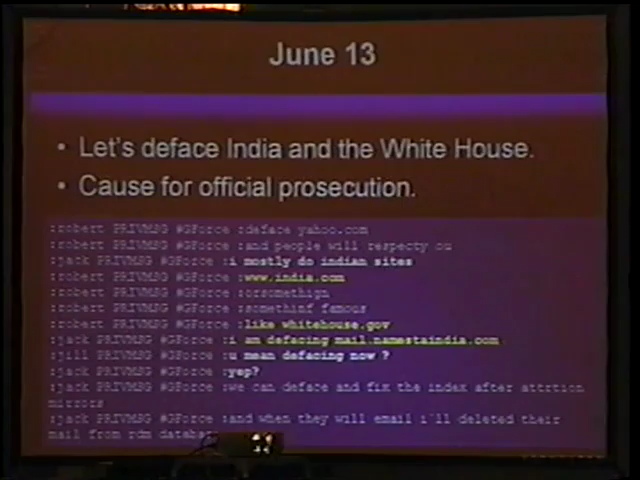 June 13
• Let's deface India and the White House.
• Cause for official prosecution.
:robert PRIVMSG #GForce :deface yahoo.com
:robert PRIVMSG #GForce :and people will respecty ou
:jack PRIVMSG #GForce :i mostly do indian sites
:robert PRIVMSG #GForce :www.india.com
:robert PRIVMSG #GForce :orsomethign
:robert PRIVMSG #GForce :somethinf famous
:robert PRIVMSG #GForce :like whitehouse.gov
:jack PRIVMSG #GForce :i am defacing mail.namestaindia.com
:jill PRIVMSG #GForce :u mean defacing now ?
:jack PRIVMSG #GForce :yep?
:jack PRIVMSG #GForce :we can deface and fix the index after attrtion
mirrors
:jack PRIVMSG #GForce :and when they will email i'll deleted their
mail from rdm